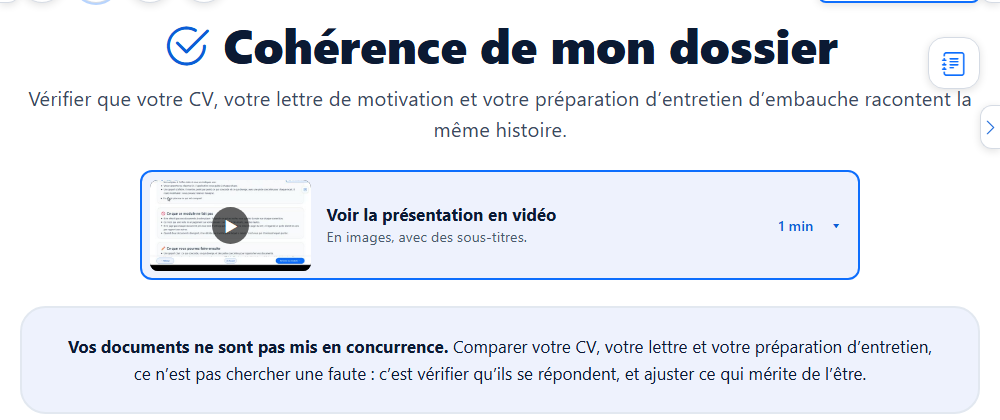 Cohérence de mon dossier
Vérifier que votre CV, votre lettre de motivation et votre préparation d’entretien d’embauche racontent la
même histoire.
Voir la présentation en vidéo
En images, avec des sous-titres.
1 min
Vos documents ne sont pas mis en concurrence. Comparer votre CV, votre lettre et votre préparation d’entretien,
ce n’est pas chercher une faute : c’est vérifier qu’ils se répondent, et ajuster ce qui mérite de l’être.